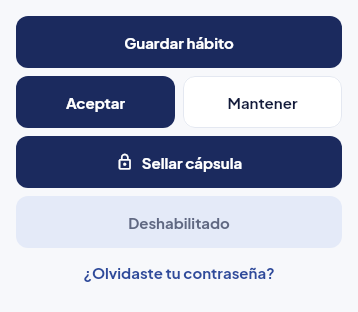 Guardar hábito
Aceptar
Mantener
Sellar cápsula
Deshabilitado
¿Olvidaste tu contraseña?